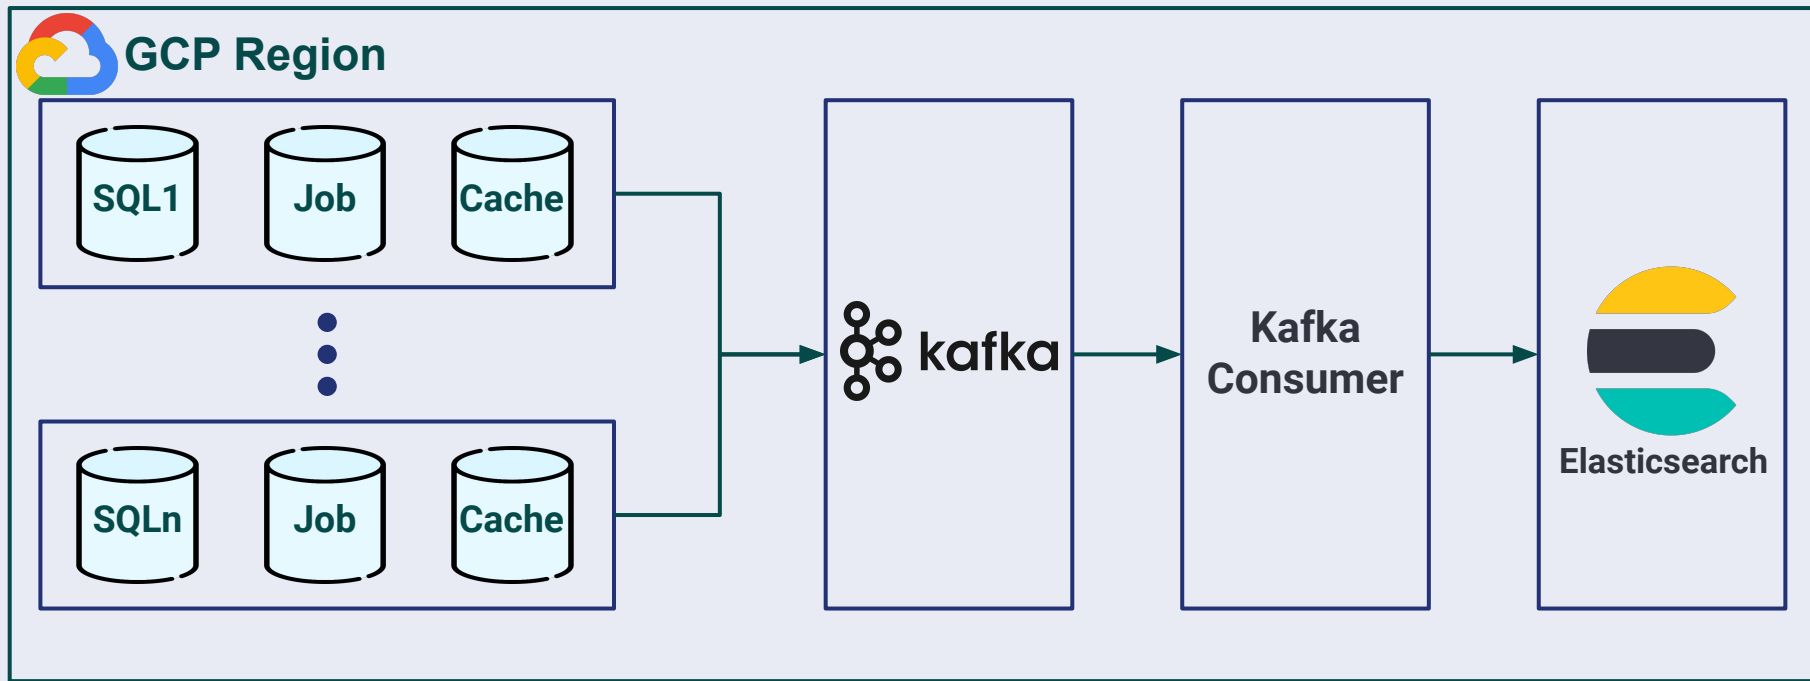 GCP Region
SQL1
Job
Cache
SQLn
Job
Cache
kafka
Kafka
Consumer
Elasticsearch